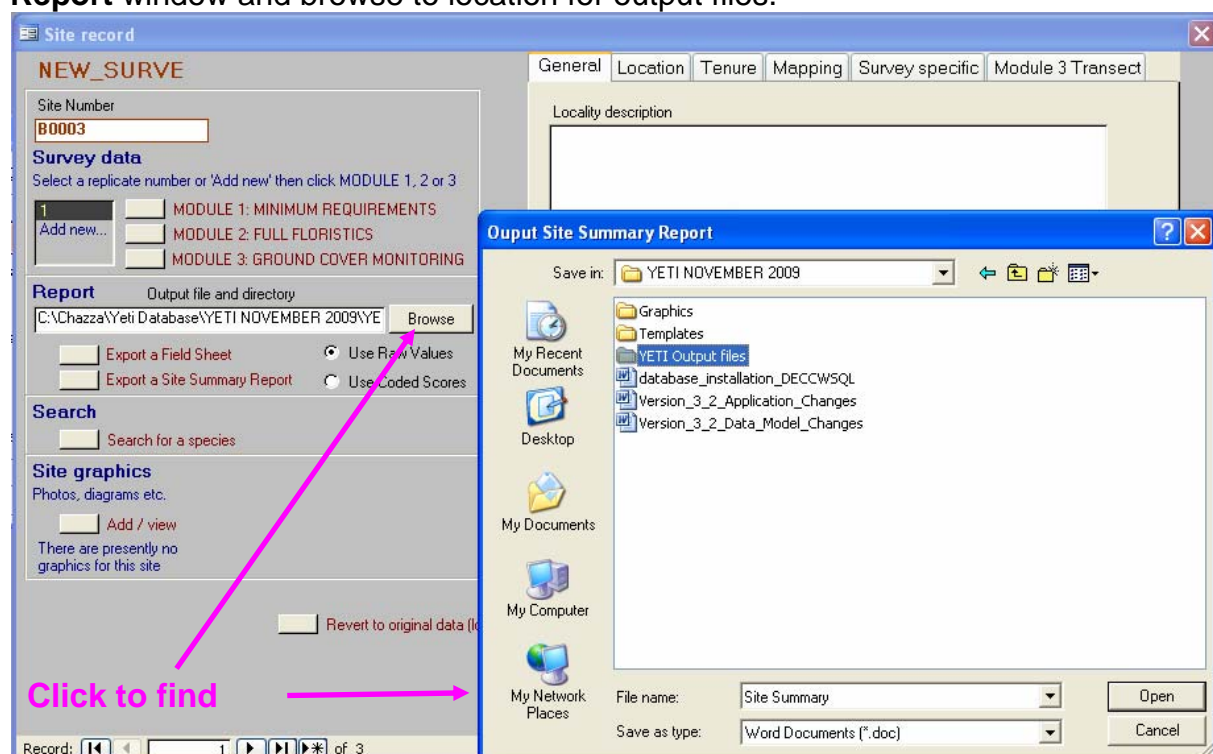 Report window and browse to location for output files.
Site record
NEW_SURVE
General Location Tenure Mapping Survey specific Module 3 Transect
Site Number
B0003
Locality description
Survey data
Select a replicate number or 'Add new' then click MODULE 1, 2 or 3
1
Add new...
MODULE 1: MINIMUM REQUIREMENTS
MODULE 2: FULL FLORISTICS
MODULE 3: GROUND COVER MONITORING
Report Output file and directory
C:\Chazza\Yeti Database\YETI NOVEMBER 2009\YE Browse
Export a Field Sheet Use Raw Values
Export a Site Summary Report Use Coded Scores
Search
Search for a species
Site graphics
Photos, diagrams etc.
Add / view
There are presently no
graphics for this site
Revert to original data
Click to find
Record: 1 of 3
Ouput Site Summary Report
Save in: YETI NOVEMBER 2009
My Recent
Documents
Desktop
My Documents
My Computer
My Network
Places
Graphics
Templates
YETI Output files
database_installation_DECCWSQL
Version_3_2_Application_Changes
Version_3_2_Data_Model_Changes
File name: Site Summary Open
Save as type: Word Documents (*.doc) Cancel